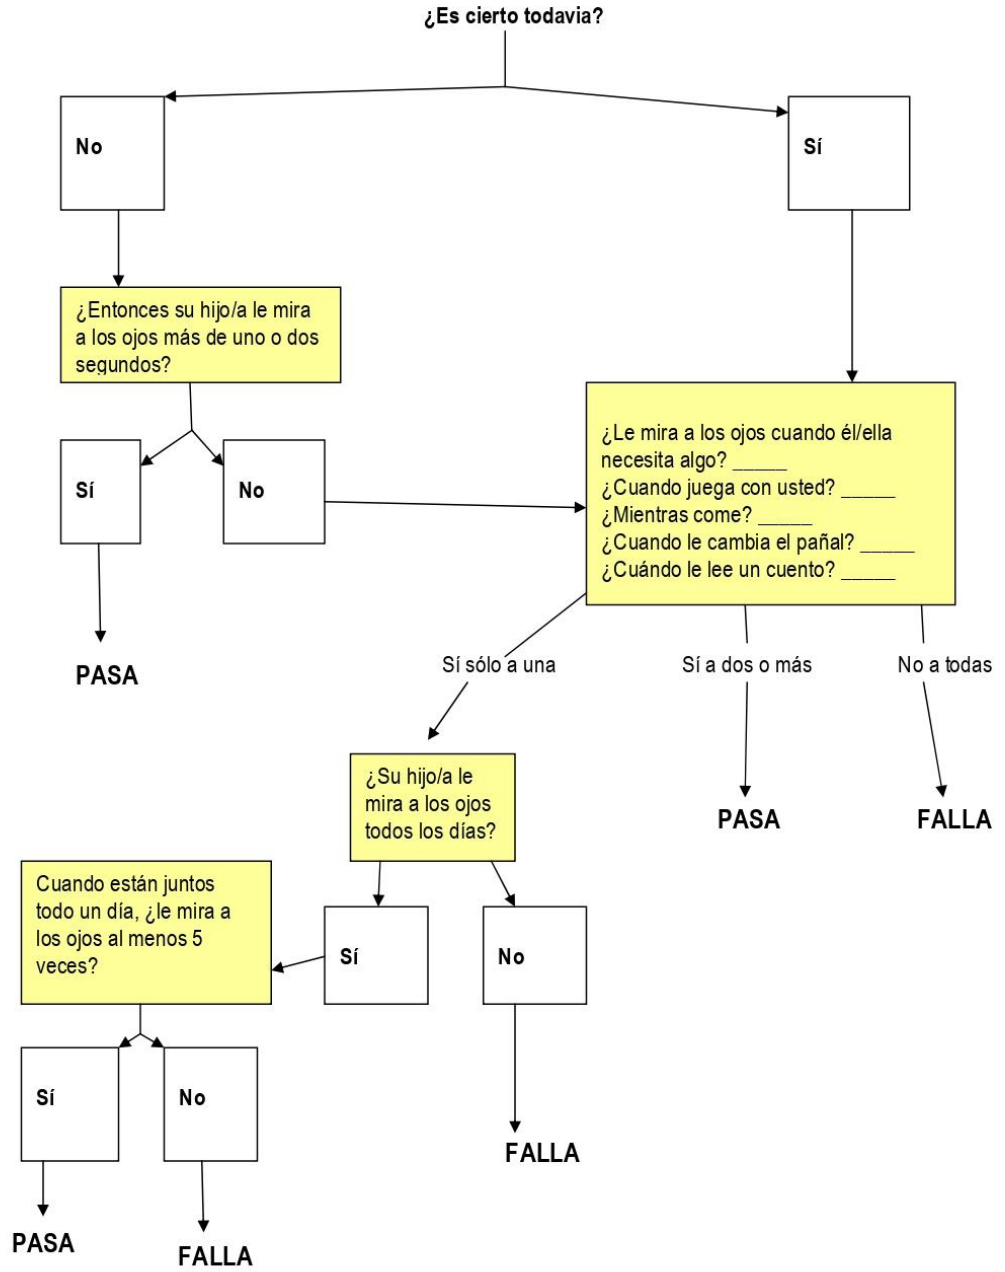 ¿Es cierto todavia?
No
Sí
¿Entonces su hijo/a le mira
a los ojos más de uno o dos
segundos?
Sí
No
¿Le mira a los ojos cuando él/ella
necesita algo? _____
¿Cuando juega con usted? _____
¿Mientras come? _____
¿Cuando le cambia el pañal? _____
¿Cuándo le lee un cuento? _____
PASA
Sí sólo a una
Sí a dos o más
No a todas
¿Su hijo/a le
mira a los ojos
todos los días?
PASA
FALLA
Cuando están juntos
todo un día, ¿le mira a
los ojos al menos 5
veces?
Sí
No
Sí
No
FALLA
PASA
FALLA